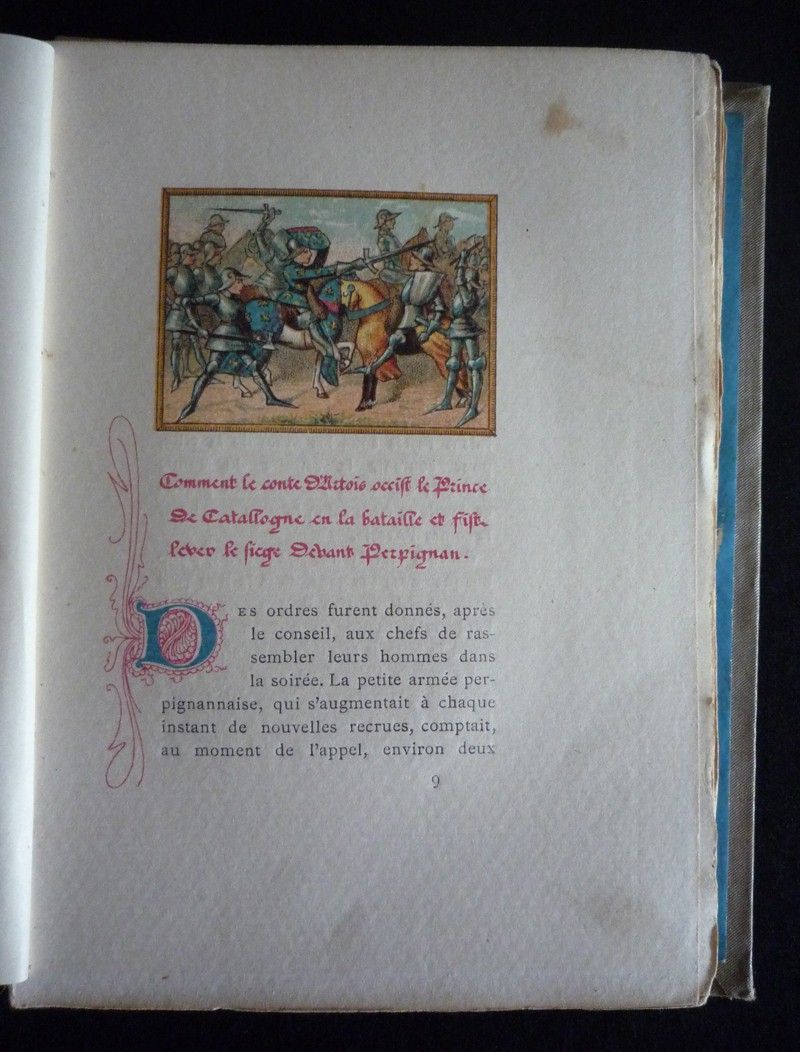 Comment le conte d'Artois occist le Prince
de Catallogne en la bataille et fist
lever le siege devant Perpignan.
DES ordres furent donnés, après
le conseil, aux chefs de ras-
sembler leurs hommes dans
la soirée. La petite armée per-
pignannaise, qui s'augmentait à chaque
instant de nouvelles recrues, comptait,
au moment de l'appel, environ deux
9